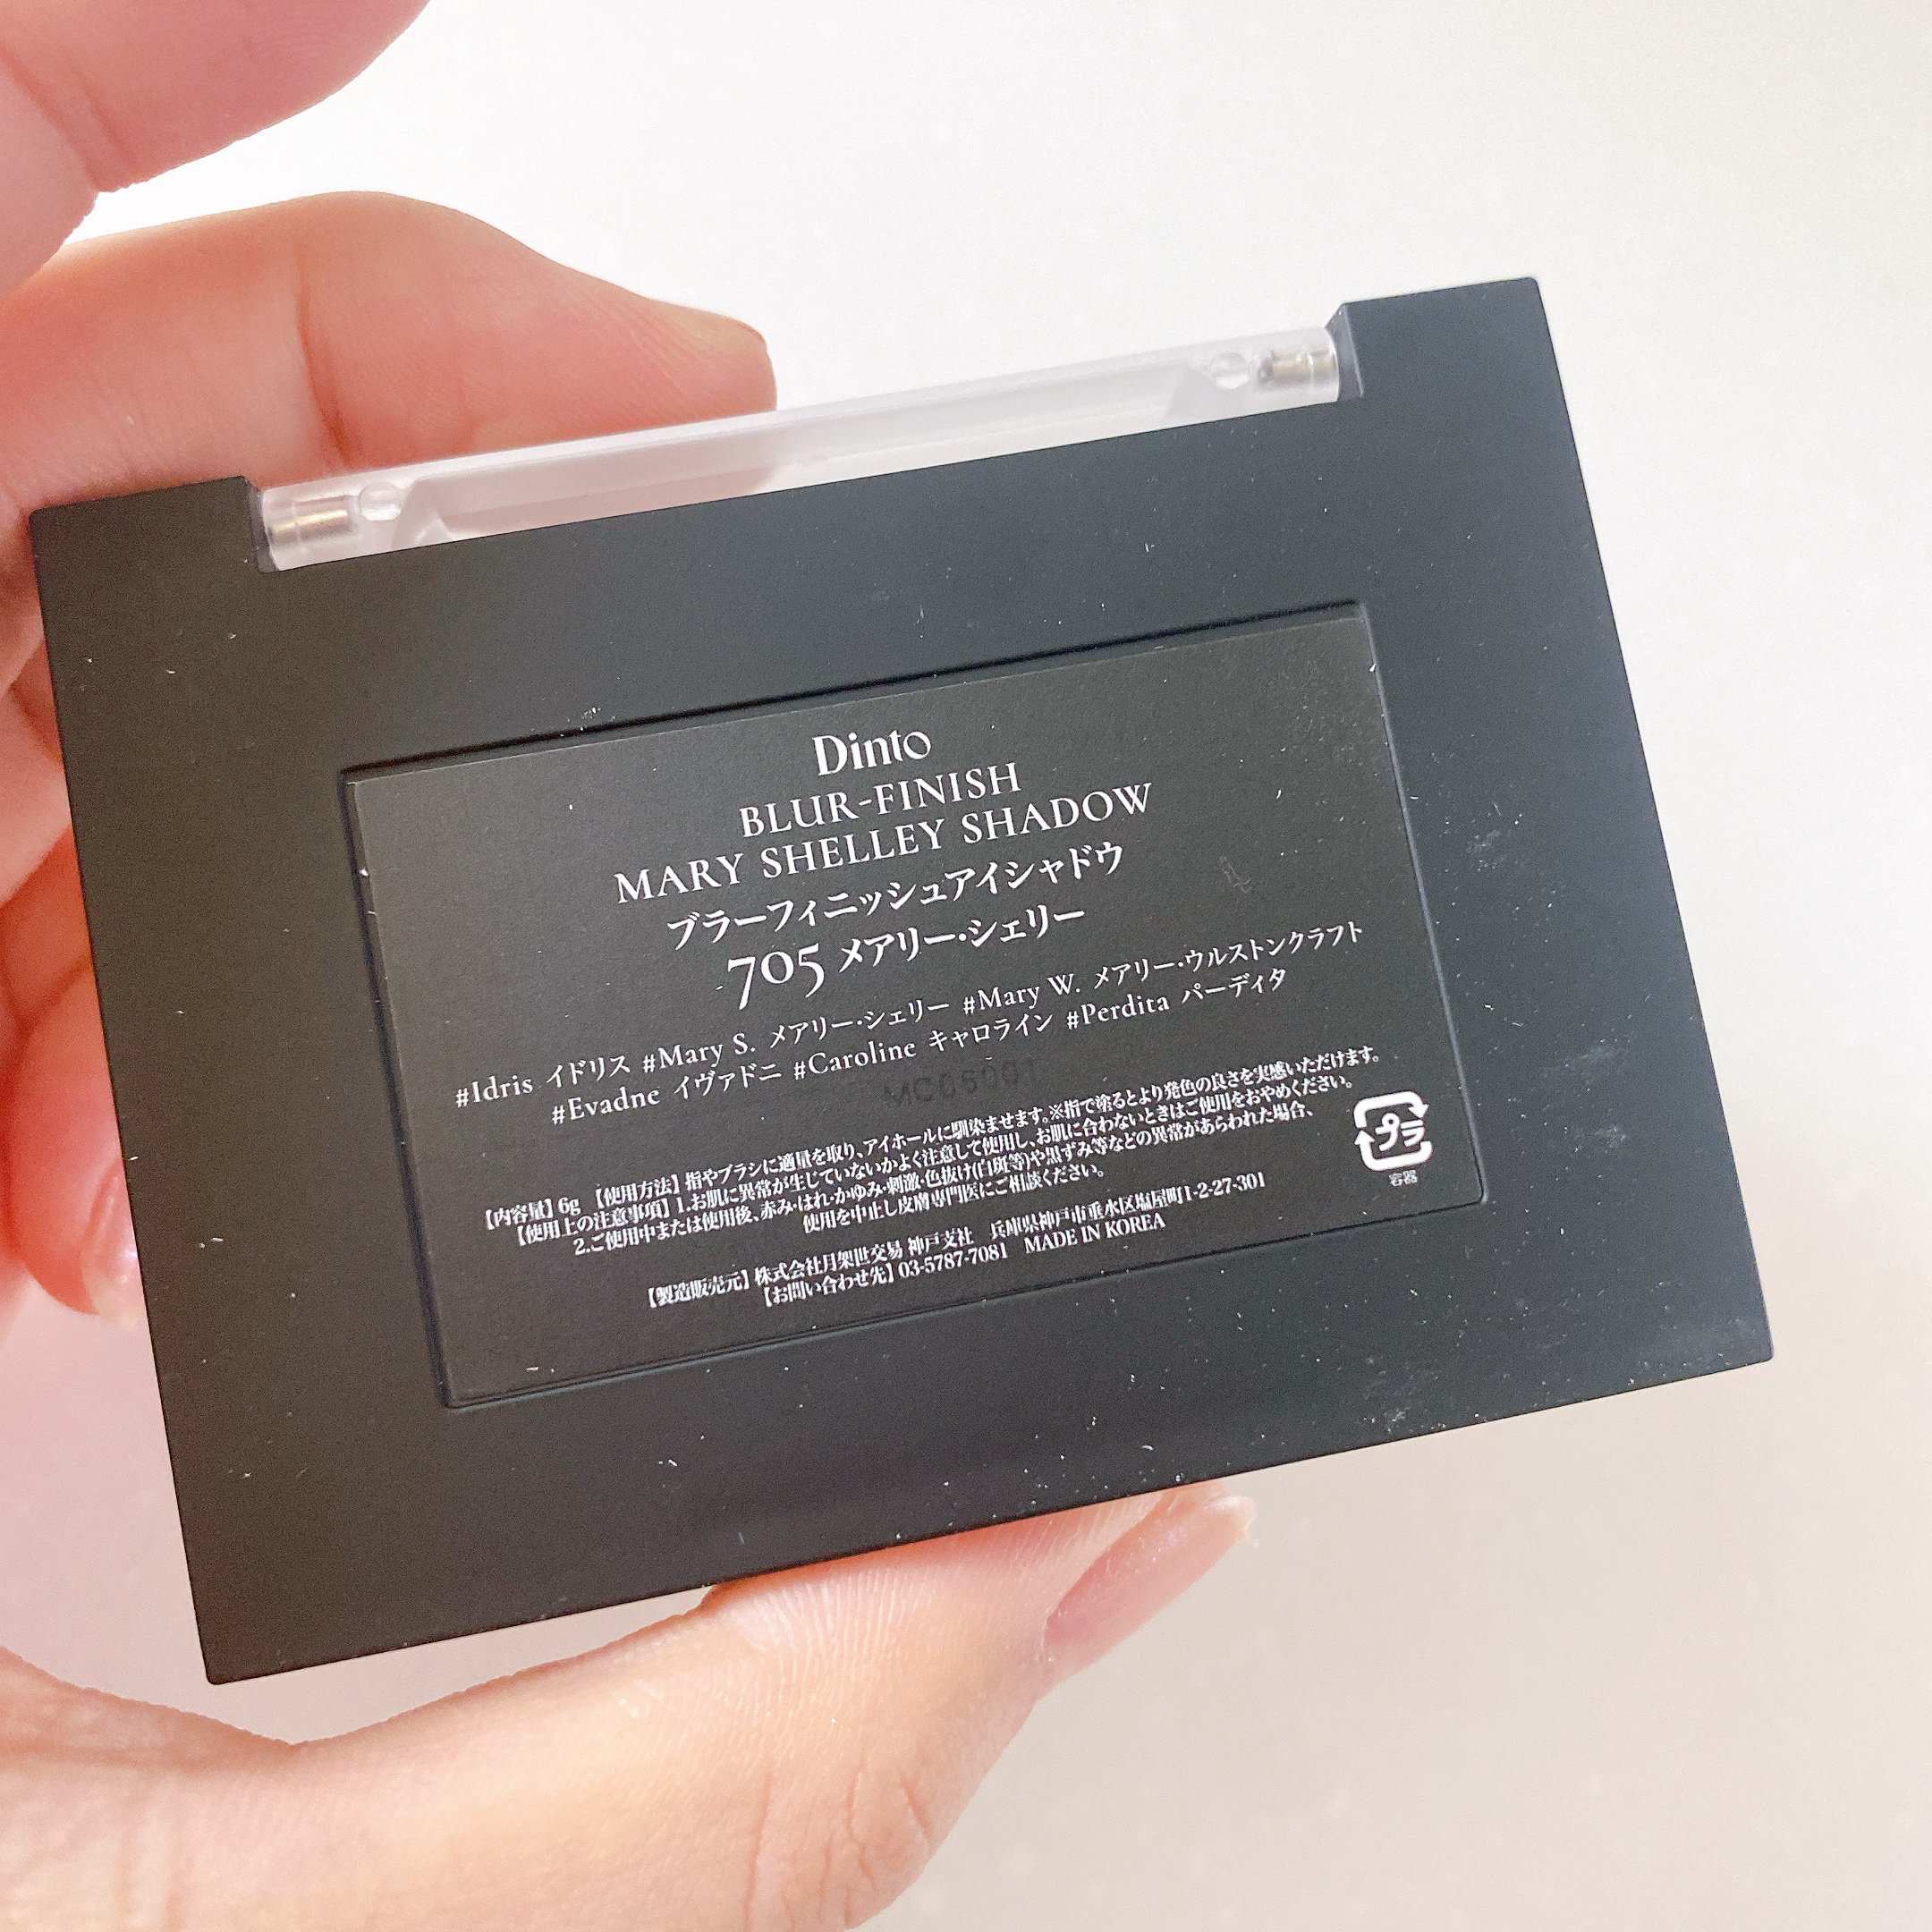 Dinto
BLUR-FINISH
MARY SHELLEY SHADOW
ブラーフィニッシュアイシャドウ
705 メアリー・シェリー
#Idris イドリス #Mary S. メアリー・シェリー #Mary W. メアリー・ウルストンクラフト
#Evadne イヴァドニ #Caroline キャロライン #Perdita パーディタ
MC05001
【内容量】6g 【使用方法】指やブラシに適量を取り、アイホールに馴染ませます。※指で塗るとより発色の良さを実感いただけます。
【使用上の注意事項】1.お肌に異常が生じていないかよく注意して使用し、お肌に合わないときはご使用をおやめください。
2.ご使用中または使用後、赤み・はれ・かゆみ・刺激・色抜け(白斑等)や黒ずみ等などの異常があらわれた場合、
使用を中止し皮膚専門医にご相談ください。
【製造販売元】株式会社月架世交易 神戸支社 兵庫県神戸市垂水区塩屋町1-2-27-301
【お問い合わせ先】03-5787-7081 MADE IN KOREA
プラ
容器